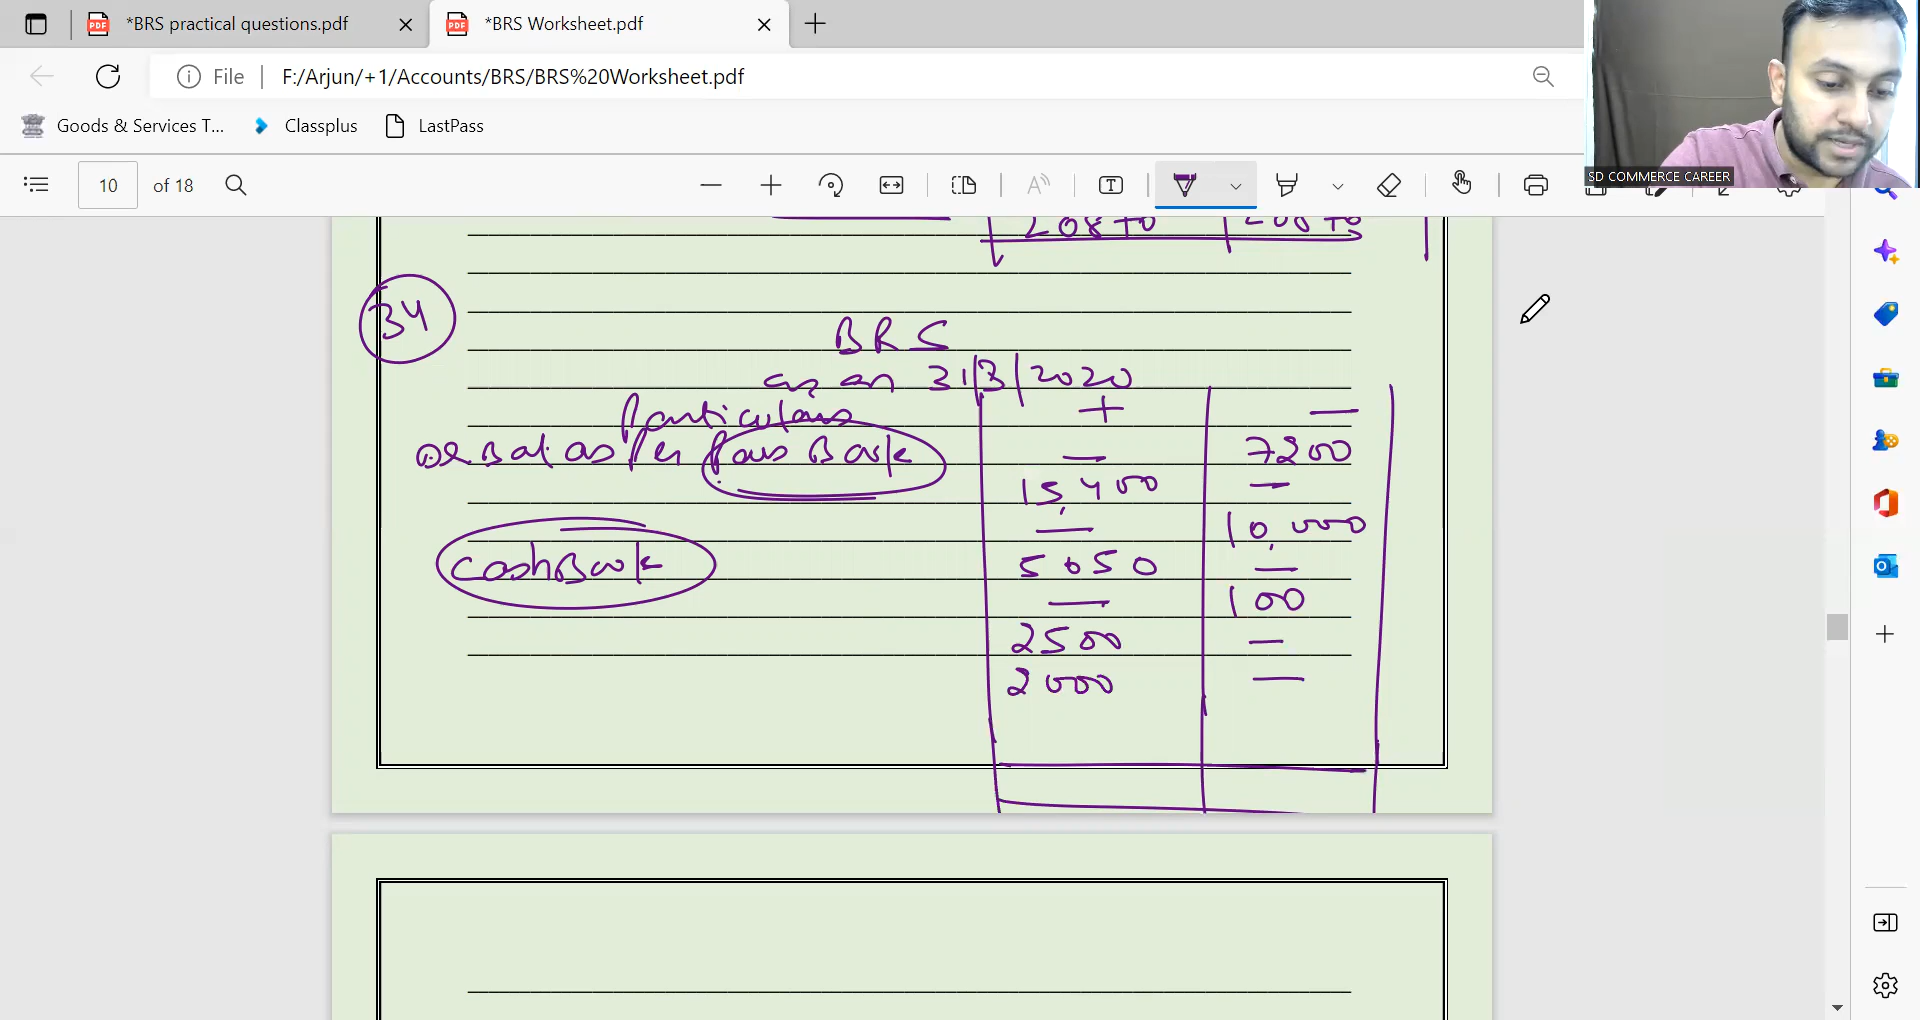 *BRS practical questions.pdf
*BRS Worksheet.pdf
File F:/Arjun/+1/Accounts/BRS/BRS%20Worksheet.pdf
Goods & Services T... Classplus LastPass
SD COMMERCE CAREER
10 of 18
34
BRS
as on 31/3/2020
Particulars + —
OD Bal as Per Pass Book — 7200
15,400 —
— 10,000
Cash Book 5050 —
— 100
2500 —
2000 —